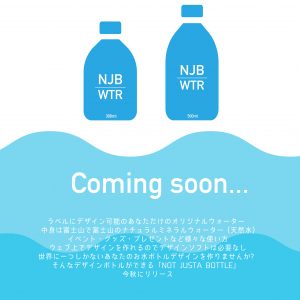 NJB
WTR
300ml
NJB
WTR
500ml
Coming soon...
ラベルにデザイン可能のあなただけのオリジナルウォーター
中身は富士山で富士山のナチュラルミネラルウォーター（天然水）
イベント・グッズ・プレゼントなど様々な使い方
ウェブ上でデザインを作れるのでデザインソフトは必要なし
世界に一つしかないあなたのお水ボトルデザインを作りませんか?
そんなデザインボトルができる「NOT JUSTA BOTTLE」
今秋にリリース